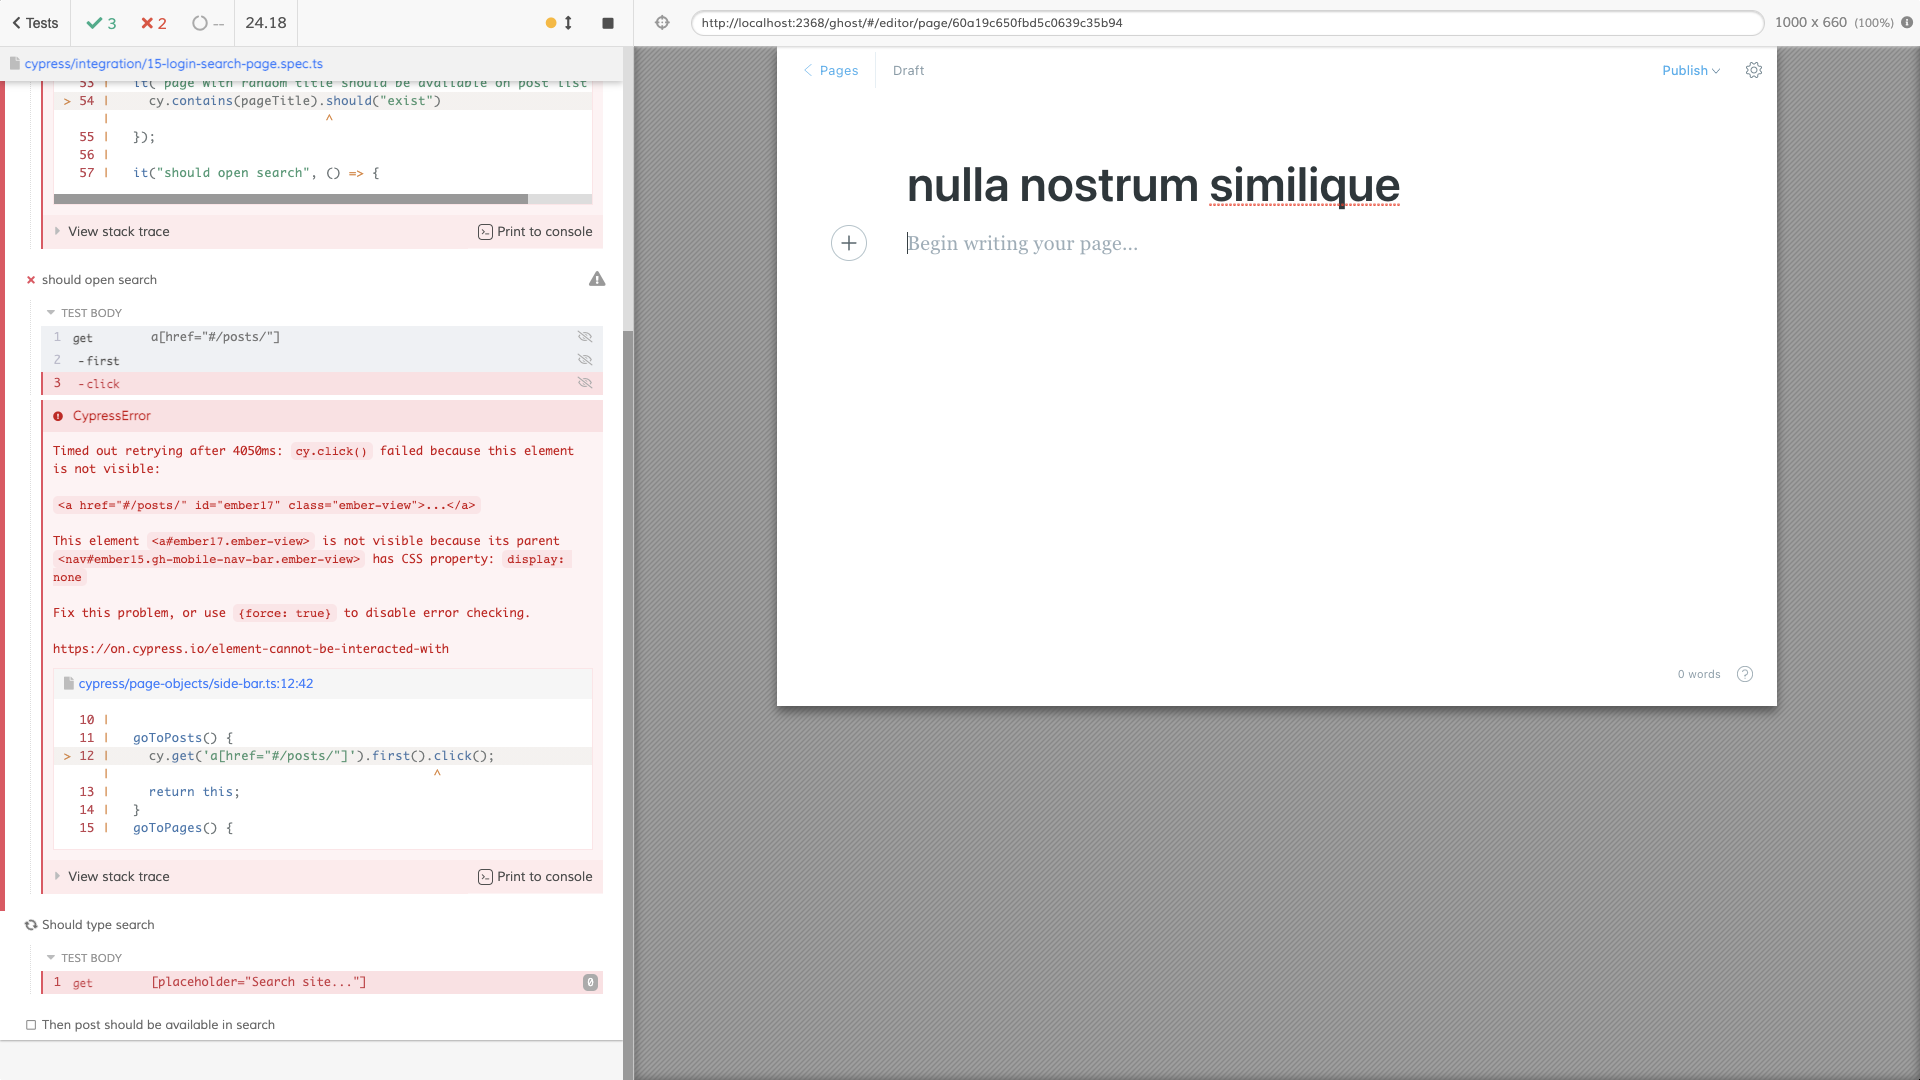 Tests
3
2
--
24.18
http://localhost:2368/ghost/#/editor/page/60a19c650fbd5c0639c35b94
1000 x 660 (100%)
cypress/integration/15-login-search-page.spec.ts
53 | it("page with random title should be available on post list
> 54 | cy.contains(pageTitle).should("exist")
| ^
55 | });
56 |
57 | it("should open search", () => {
View stack trace
Print to console
should open search
TEST BODY
1 get a[href="#/posts/"]
2 -first
3 -click
CypressError
Timed out retrying after 4050ms: cy.click() failed because this element
is not visible:
<a href="#/posts/" id="ember17" class="ember-view">...</a>
This element <a#ember17.ember-view> is not visible because its parent
<nav#ember15.gh-mobile-nav-bar.ember-view> has CSS property: display:
none
Fix this problem, or use {force: true} to disable error checking.
https://on.cypress.io/element-cannot-be-interacted-with
cypress/page-objects/side-bar.ts:12:42
10 |
11 | goToPosts() {
> 12 | cy.get('a[href="#/posts/"]').first().click();
| ^
13 | return this;
14 | }
15 | goToPages() {
View stack trace
Print to console
Should type search
TEST BODY
1 get [placeholder="Search site..."] 0
Then post should be available in search
Pages
Draft
Publish
nulla nostrum similique
Begin writing your page...
0 words
?